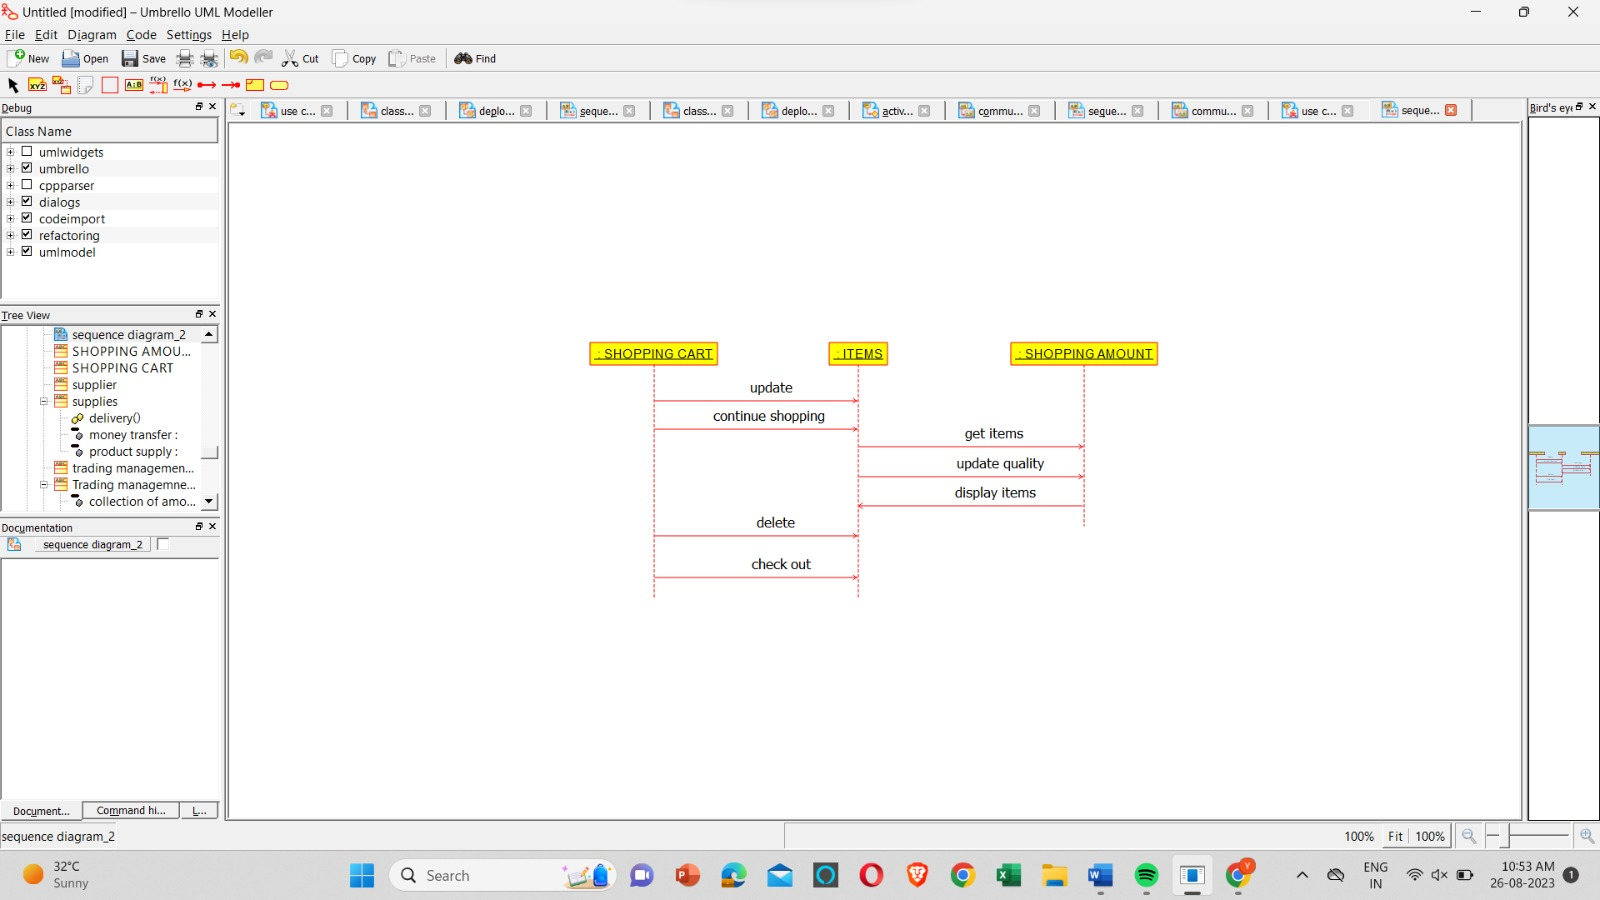 Untitled [modified] – Umbrello UML Modeller
File Edit Diagram Code Settings Help
New Open Save Cut Copy Paste Find
XYZ A:B f(x) f(x)
Debug
use c... class... deplo... seque... class... deplo... activ... commu... seque... commu... use c... seque...
Bird's eye
Class Name
umlwidgets
umbrello
cppparser
dialogs
codeimport
refactoring
umlmodel
Tree View
sequence diagram_2
SHOPPING AMOU...
SHOPPING CART
supplier
supplies
delivery()
money transfer :
product supply :
trading managemen...
Trading managemne...
collection of amo...
: SHOPPING CART : ITEMS : SHOPPING AMOUNT
update
continue shopping
get items
update quality
display items
delete
check out
Documentation
sequence diagram_2
Document... Command hi... L...
sequence diagram_2
100% Fit 100%
32°C
Sunny
Search
ENG
IN
10:53 AM
26-08-2023
1